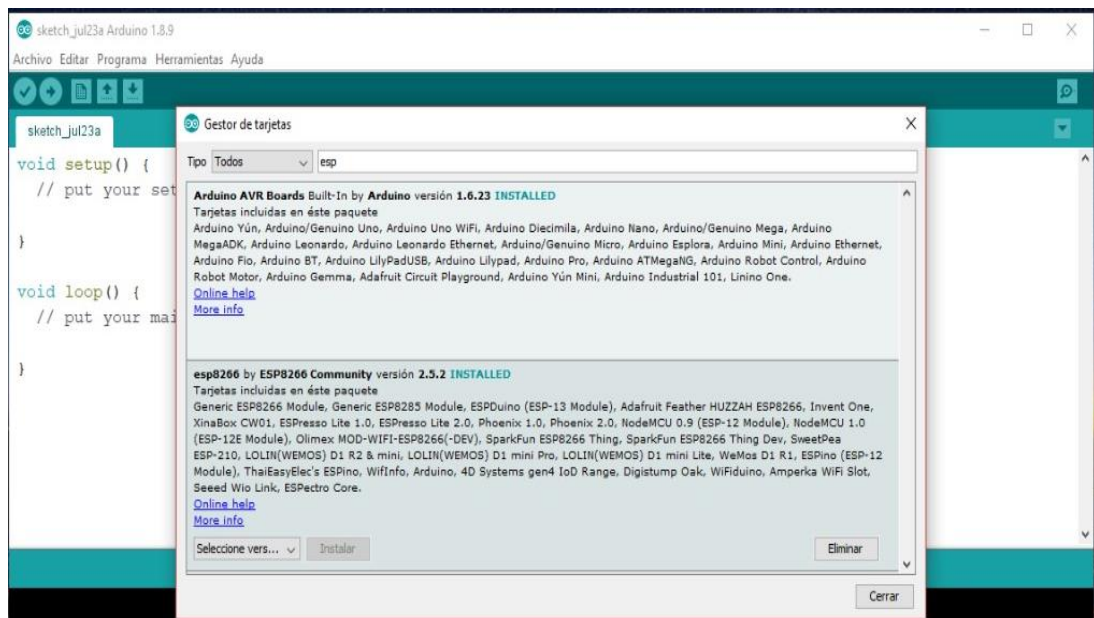 sketch_jul23a Arduino 1.8.9
Archivo Editar Programa Herramientas Ayuda
sketch_jul23a
void setup() {
// put your set
}
void loop() {
// put your mai
}
Gestor de tarjetas
Tipo Todos esp
Arduino AVR Boards Built-In by Arduino versión 1.6.23 INSTALLED
Tarjetas incluidas en éste paquete
Arduino Yún, Arduino/Genuino Uno, Arduino Uno WiFi, Arduino Diecimila, Arduino Nano, Arduino/Genuino Mega, Arduino
MegaADK, Arduino Leonardo, Arduino Leonardo Ethernet, Arduino/Genuino Micro, Arduino Esplora, Arduino Mini, Arduino Ethernet,
Arduino Fio, Arduino BT, Arduino LilyPadUSB, Arduino Lilypad, Arduino Pro, Arduino ATMegaNG, Arduino Robot Control, Arduino
Robot Motor, Arduino Gemma, Adafruit Circuit Playground, Arduino Yún Mini, Arduino Industrial 101, Linino One.
Online help
More info
esp8266 by ESP8266 Community versión 2.5.2 INSTALLED
Tarjetas incluidas en éste paquete
Generic ESP8266 Module, Generic ESP8285 Module, ESPDuino (ESP-13 Module), Adafruit Feather HUZZAH ESP8266, Invent One,
XinaBox CW01, ESPresso Lite 1.0, ESPresso Lite 2.0, Phoenix 1.0, Phoenix 2.0, NodeMCU 0.9 (ESP-12 Module), NodeMCU 1.0
(ESP-12E Module), Olimex MOD-WIFI-ESP8266(-DEV), SparkFun ESP8266 Thing, SparkFun ESP8266 Thing Dev, SweetPea
ESP-210, LOLIN(WEMOS) D1 R2 & mini, LOLIN(WEMOS) D1 mini Pro, LOLIN(WEMOS) D1 mini Lite, WeMos D1 R1, ESPino (ESP-12
Module), ThaiEasyElec's ESPino, WifInfo, Arduino, 4D Systems gen4 IoD Range, Digistump Oak, WiFiduino, Amperka WiFi Slot,
Seeed Wio Link, ESPectro Core.
Online help
More info
Seleccione vers... Instalar Eliminar
Cerrar